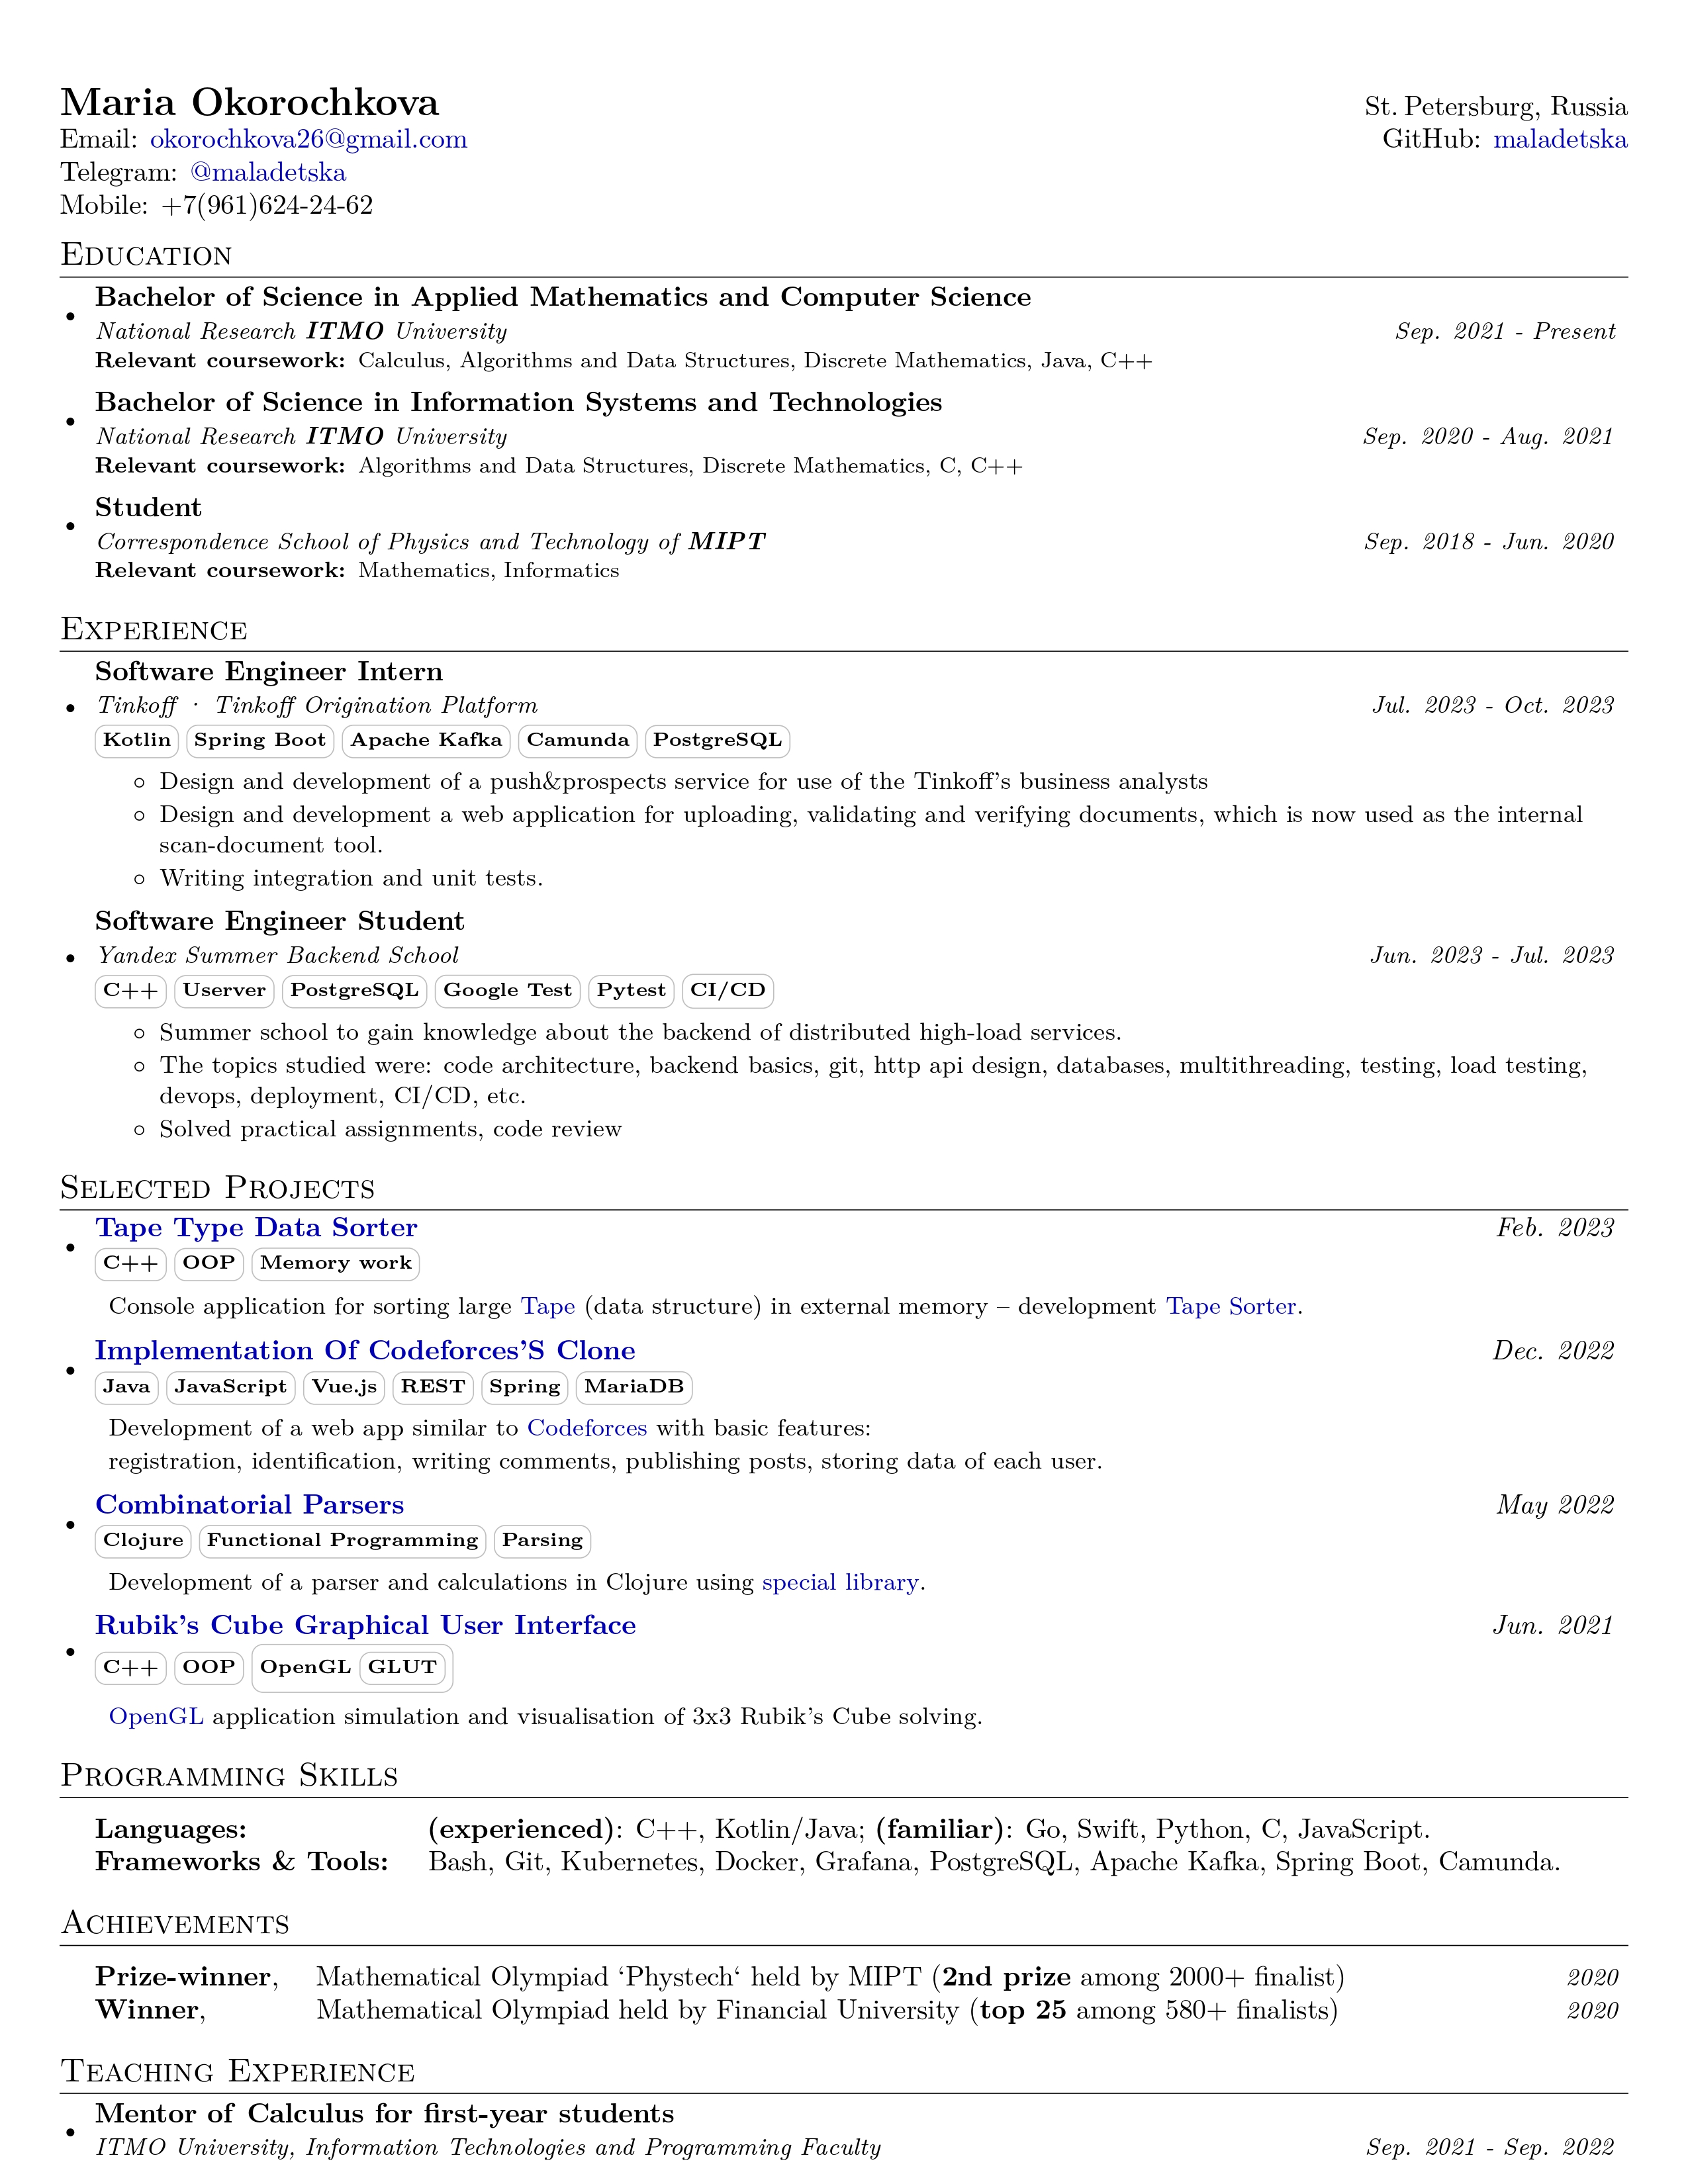 Maria Okorochkova
St. Petersburg, Russia
Email: okorochkova26@gmail.com
GitHub: maladetska
Telegram: @maladetska
Mobile: +7(961)624-24-62
Education
• Bachelor of Science in Applied Mathematics and Computer Science
National Research ITMO University Sep. 2021 - Present
Relevant coursework: Calculus, Algorithms and Data Structures, Discrete Mathematics, Java, C++
• Bachelor of Science in Information Systems and Technologies
National Research ITMO University Sep. 2020 - Aug. 2021
Relevant coursework: Algorithms and Data Structures, Discrete Mathematics, C, C++
• Student
Correspondence School of Physics and Technology of MIPT Sep. 2018 - Jun. 2020
Relevant coursework: Mathematics, Informatics
Experience
Software Engineer Intern
• Tinkoff · Tinkoff Origination Platform Jul. 2023 - Oct. 2023
Kotlin Spring Boot Apache Kafka Camunda PostgreSQL
◦ Design and development of a push&prospects service for use of the Tinkoff's business analysts
◦ Design and development a web application for uploading, validating and verifying documents, which is now used as the internal
scan-document tool.
◦ Writing integration and unit tests.
Software Engineer Student
• Yandex Summer Backend School Jun. 2023 - Jul. 2023
C++ Userver PostgreSQL Google Test Pytest CI/CD
◦ Summer school to gain knowledge about the backend of distributed high-load services.
◦ The topics studied were: code architecture, backend basics, git, http api design, databases, multithreading, testing, load testing,
devops, deployment, CI/CD, etc.
◦ Solved practical assignments, code review
Selected Projects
• Tape Type Data Sorter Feb. 2023
C++ OOP Memory work
Console application for sorting large Tape (data structure) in external memory – development Tape Sorter.
• Implementation Of Codeforces'S Clone Dec. 2022
Java JavaScript Vue.js REST Spring MariaDB
Development of a web app similar to Codeforces with basic features:
registration, identification, writing comments, publishing posts, storing data of each user.
• Combinatorial Parsers May 2022
Clojure Functional Programming Parsing
Development of a parser and calculations in Clojure using special library.
• Rubik's Cube Graphical User Interface Jun. 2021
C++ OOP OpenGL GLUT
OpenGL application simulation and visualisation of 3x3 Rubik's Cube solving.
Programming Skills
Languages: (experienced): C++, Kotlin/Java; (familiar): Go, Swift, Python, C, JavaScript.
Frameworks & Tools: Bash, Git, Kubernetes, Docker, Grafana, PostgreSQL, Apache Kafka, Spring Boot, Camunda.
Achievements
Prize-winner, Mathematical Olympiad ‘Phystech‘ held by MIPT (2nd prize among 2000+ finalist) 2020
Winner, Mathematical Olympiad held by Financial University (top 25 among 580+ finalists) 2020
Teaching Experience
• Mentor of Calculus for first-year students
ITMO University, Information Technologies and Programming Faculty Sep. 2021 - Sep. 2022